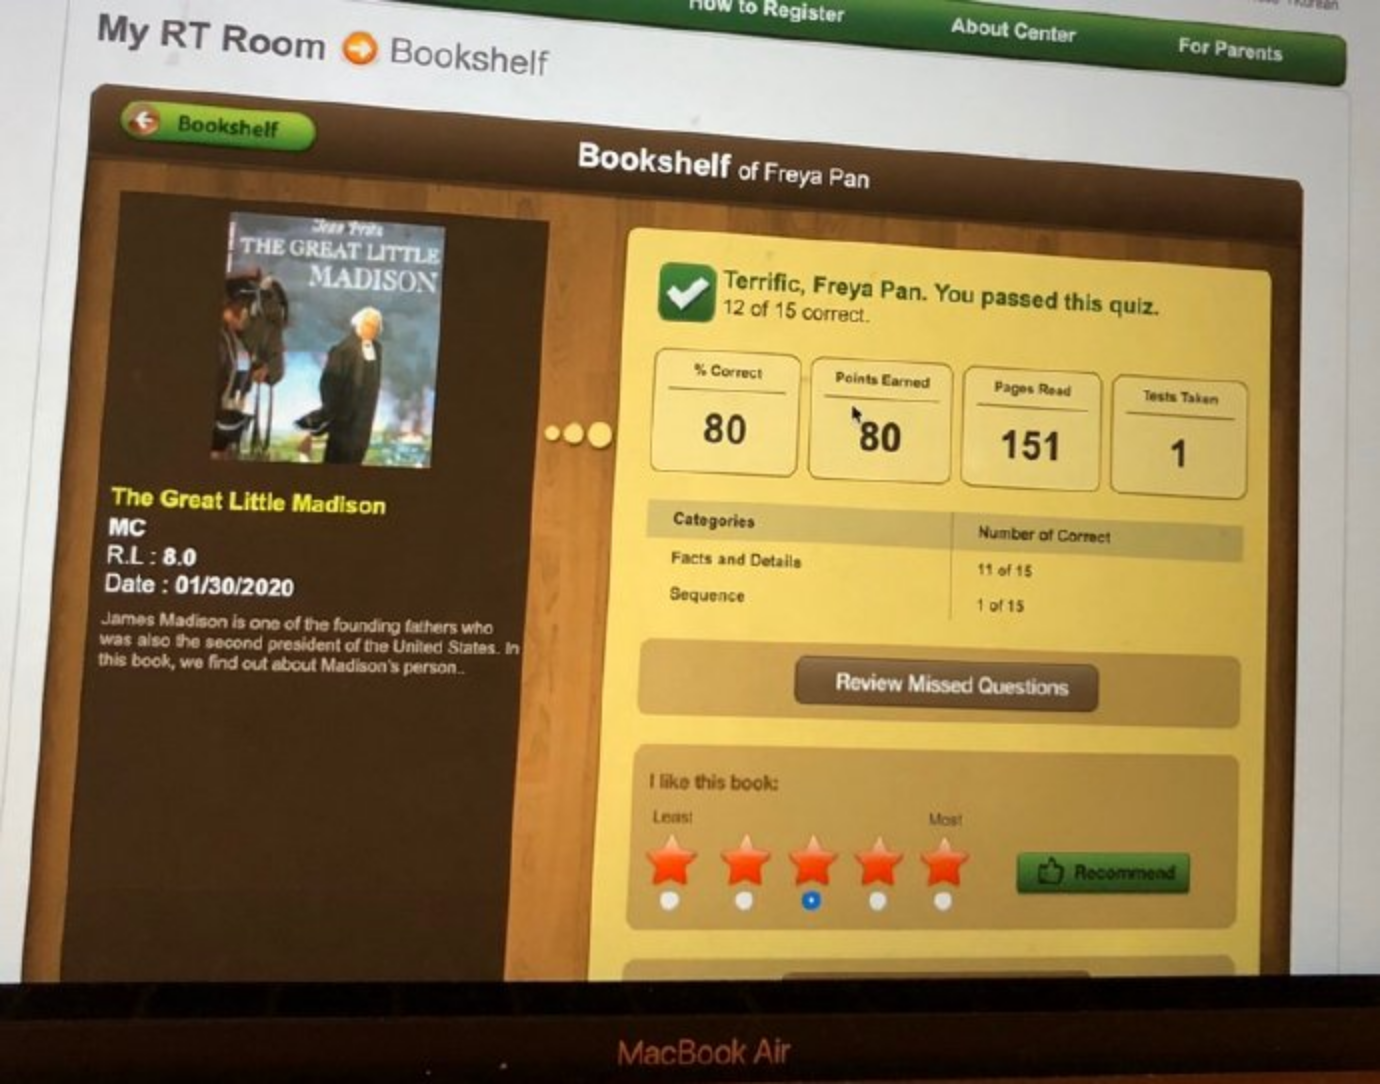 How to Register
About Center
For Parents
My RT Room Bookshelf
Bookshelf
Bookshelf of Freya Pan
Jean Fritz
THE GREAT LITTLE
MADISON
Terrific, Freya Pan. You passed this quiz.
12 of 15 correct.
% Correct
80
Points Earned
80
Pages Read
151
Tests Taken
1
The Great Little Madison
MC
R.L : 8.0
Date : 01/30/2020
James Madison is one of the founding fathers who
was also the second president of the United States. In
this book, we find out about Madison's person..
Categories Number of Correct
Facts and Details 11 of 15
Sequence 1 of 15
Review Missed Questions
I like this book:
Least Most
Recommend
MacBook Air